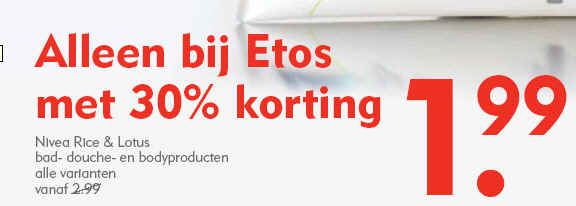 Alleen bij Etos
met 30% korting
1.99
Nivea Rice & Lotus
bad- douche- en bodyproducten
alle varianten
vanaf 2.99